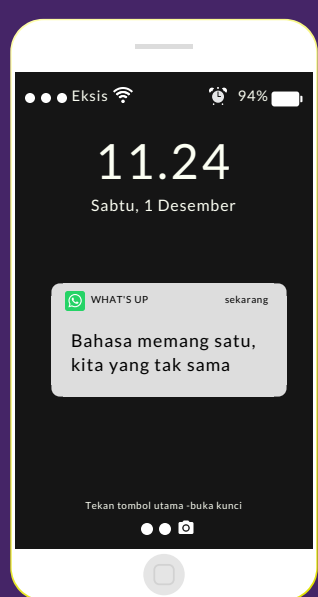 Eksis 94%
11.24
Sabtu, 1 Desember
WHAT'S UP sekarang
Bahasa memang satu,
kita yang tak sama
Tekan tombol utama -buka kunci